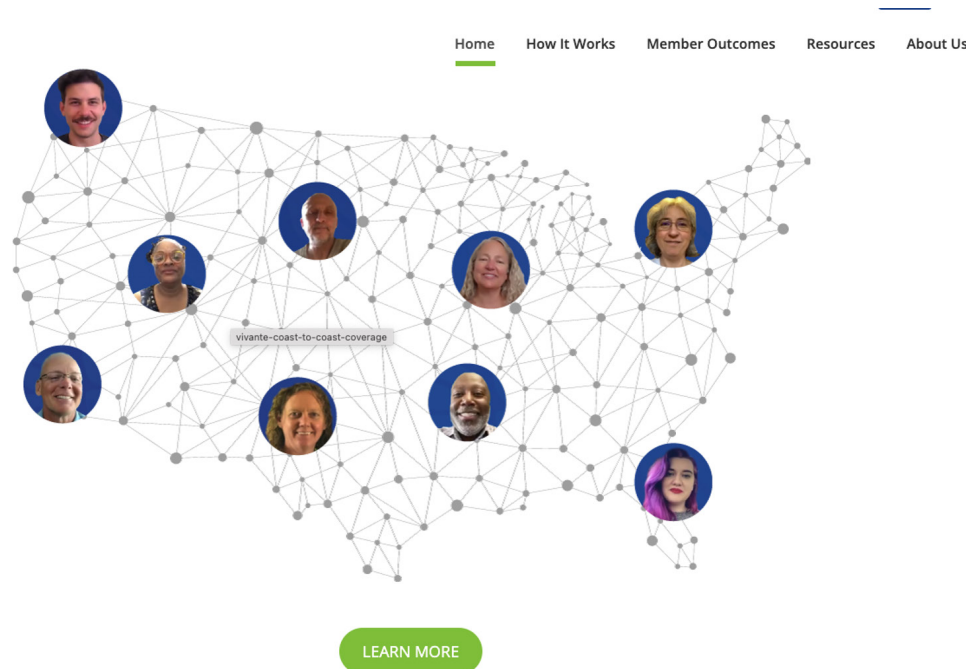 Home How It Works Member Outcomes Resources About Us
vivante-coast-to-coast-coverage
LEARN MORE